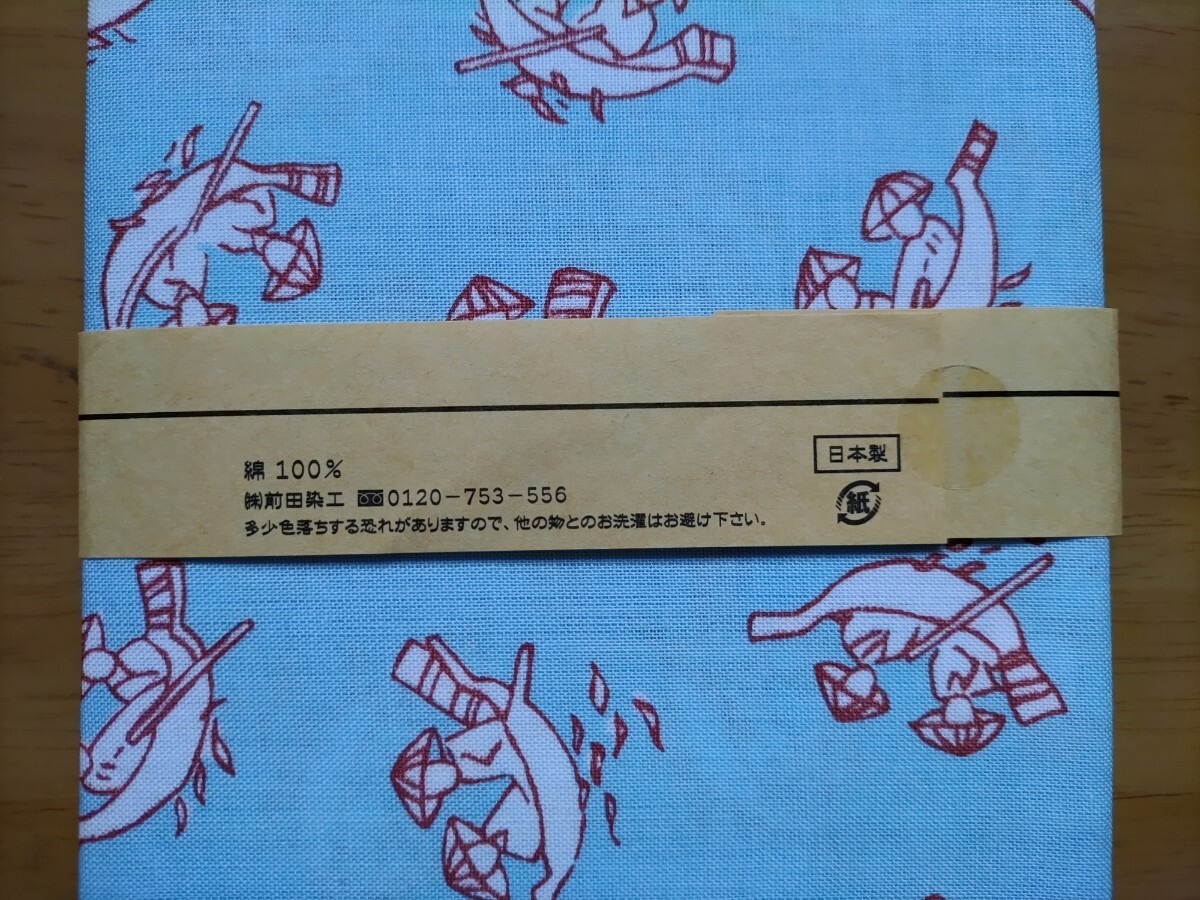 綿 100%
㈱前田染工 0120-753-556
多少色落ちする恐れがありますので、他の物とのお洗濯はお避け下さい。
日本製
紙